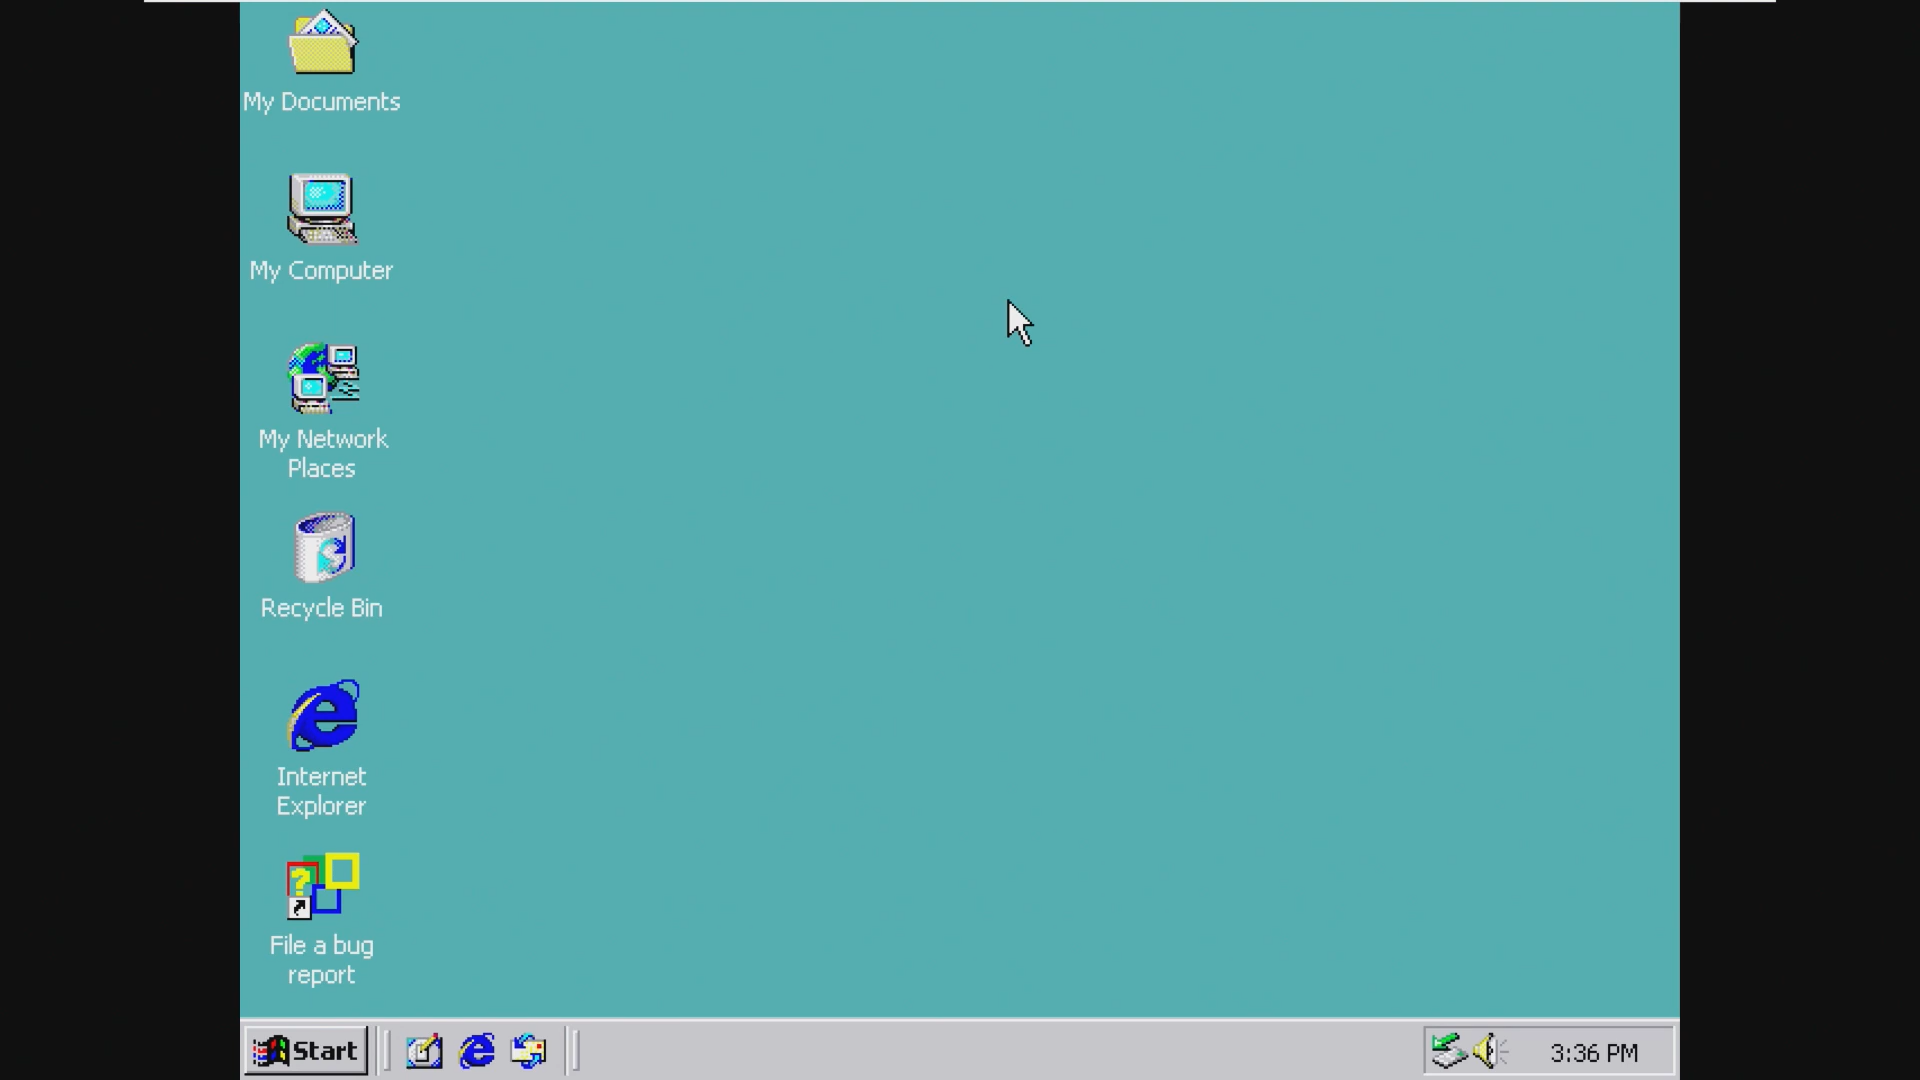 My Documents
My Computer
My Network
Places
Recycle Bin
Internet
Explorer
File a bug
report
Start
3:36 PM